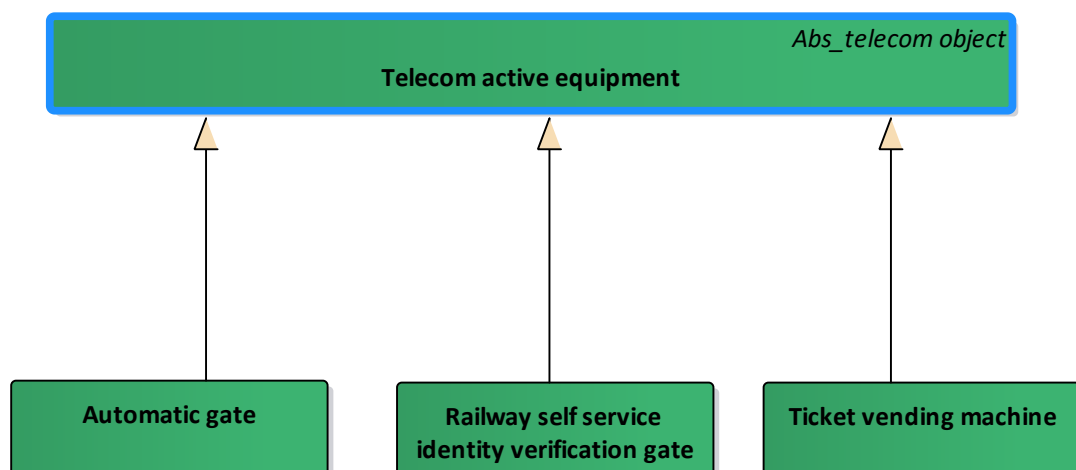 Abs_telecom object
Telecom active equipment
Automatic gate
Railway self service
identity verification gate
Ticket vending machine